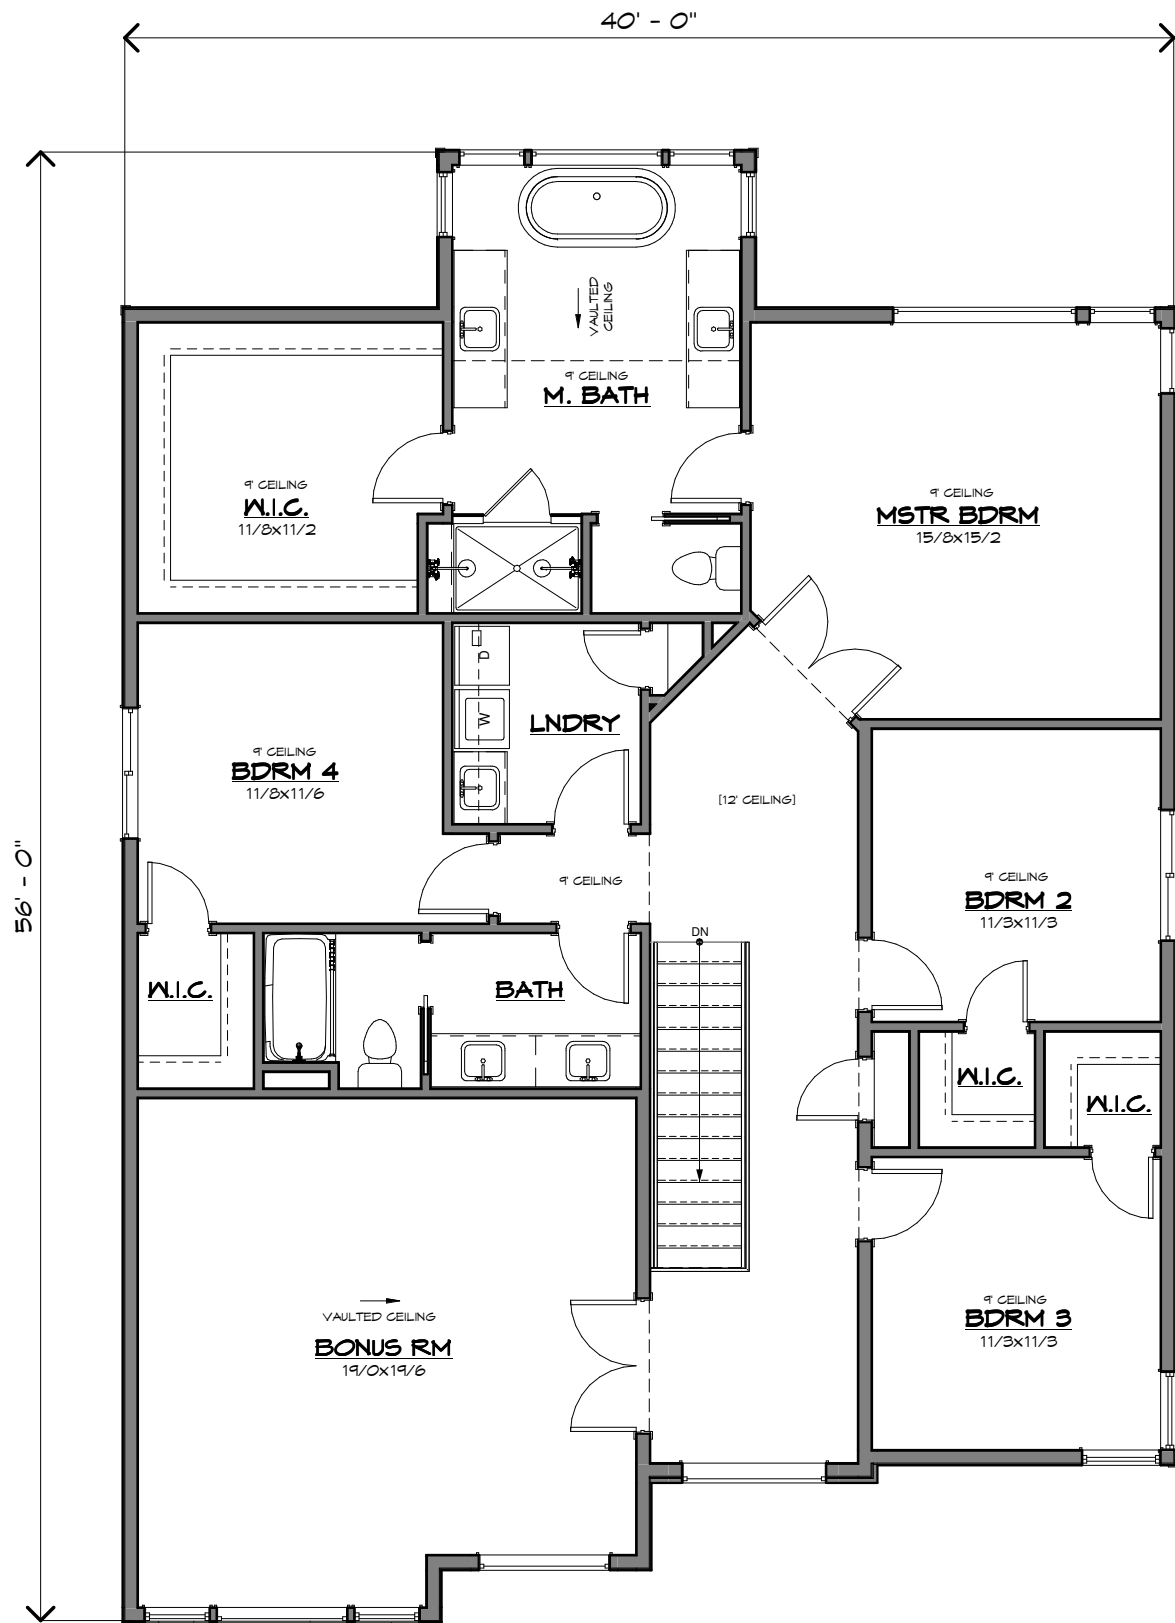 40' - 0"
VAULTED
CEILING
9' CEILING
M. BATH
9' CEILING
W.I.C.
11/8x11/2
9' CEILING
MSTR BDRM
15/8x15/2
D
W
LNDRY
9' CEILING
BDRM 4
11/8x11/6
[12' CEILING]
56' - 0"
9' CEILING
9' CEILING
BDRM 2
11/3x11/3
DN
W.I.C.
BATH
W.I.C.
W.I.C.
VAULTED CEILING
BONUS RM
19/0x19/6
9' CEILING
BDRM 3
11/3x11/3